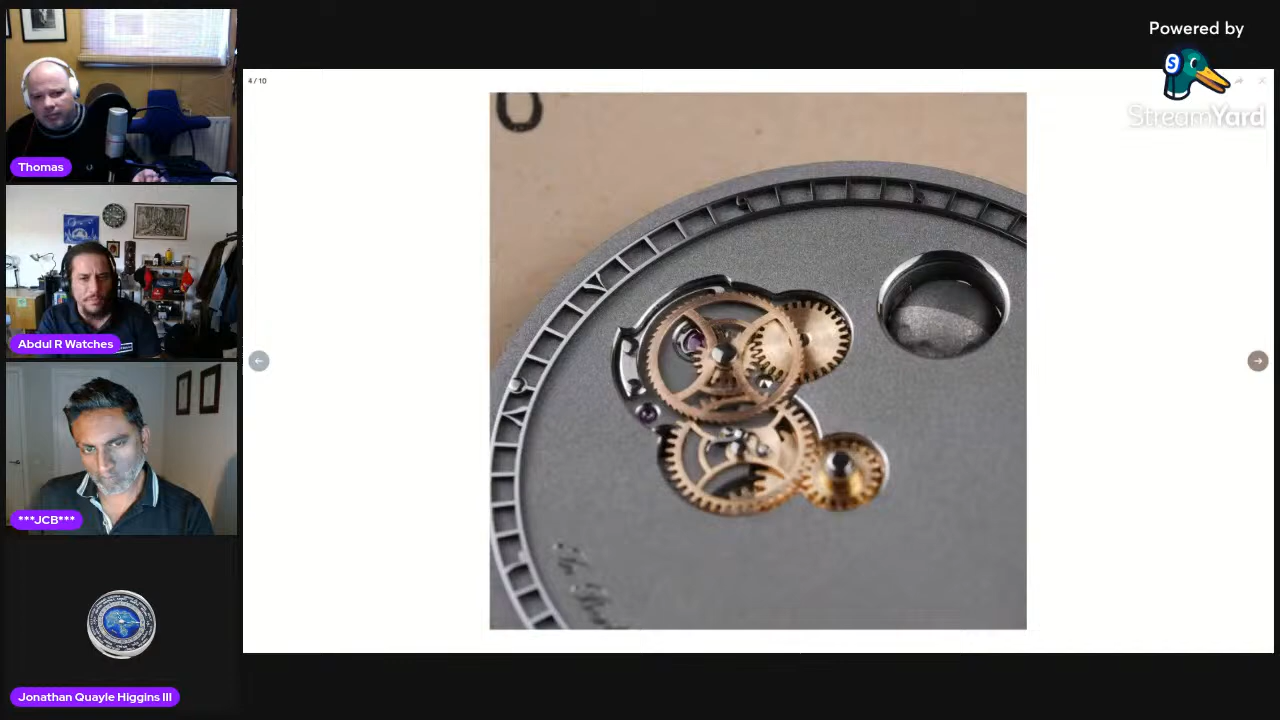 Powered by
S
StreamYard
4 / 10
Thomas
Abdul R Watches
***JCB***
Jonathan Quayle Higgins III